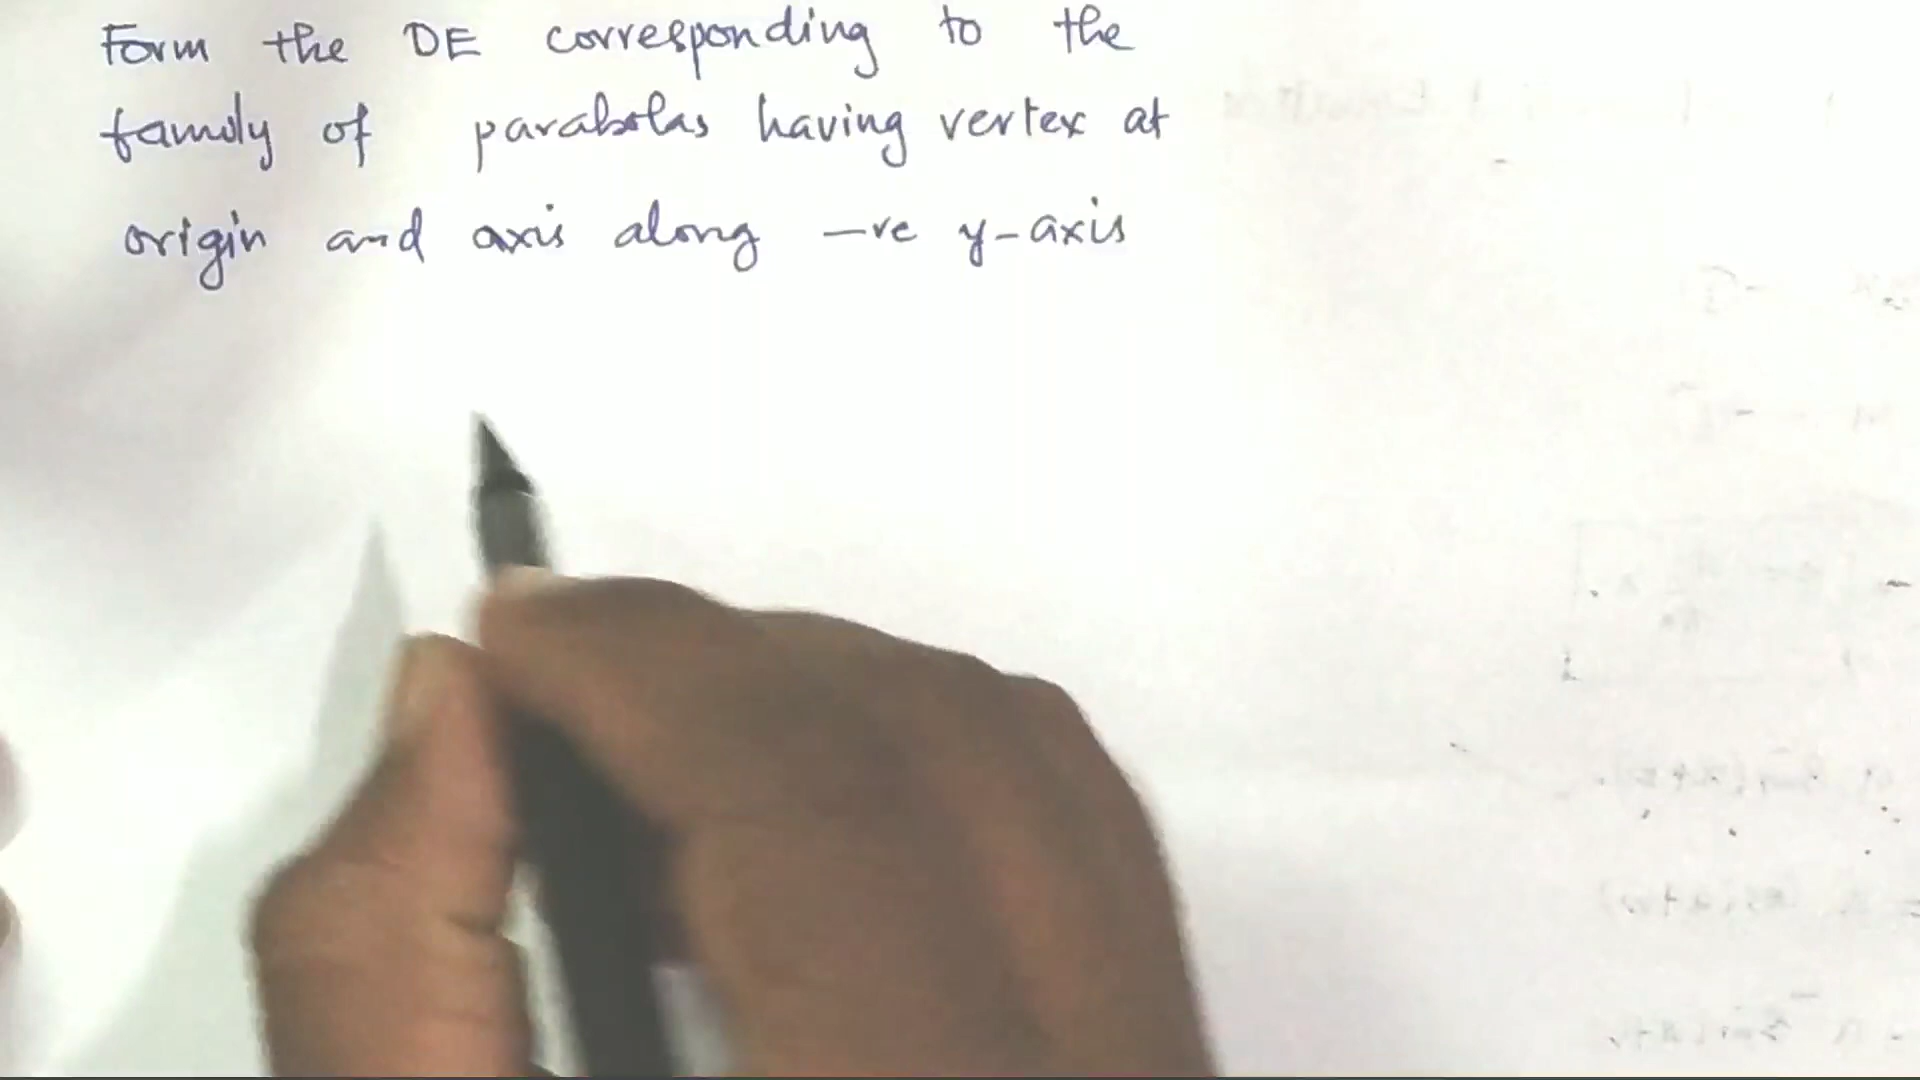 Form the DE corresponding to the
family of parabolas having vertex at
origin and axis along -ve y-axis